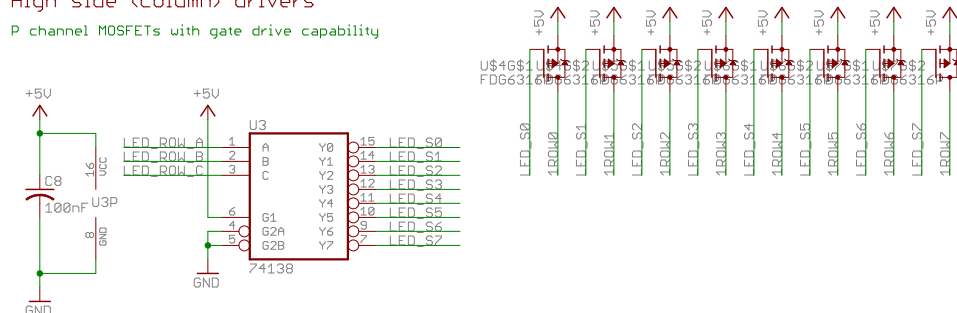 High side (column) drivers
P channel MOSFETs with gate drive capability
+5V +5V +5V +5V +5V +5V +5V +5V
+5V
+5V
U3
LED_ROW_A 1 A Y0 15 LED_S0
LED_ROW_B 2 B Y1 14 LED_S1
LED_ROW_C 3 C Y2 13 LED_S2
Y3 12 LED_S3
Y4 11 LED_S4
6 G1 Y5 10 LED_S5
4 G2A Y6 9 LED_S6
5 G2B Y7 7 LED_S7
74138
GND
16
VCC
C8
100nF
U3P
8
GND
GND
U$4G$1
FDG6316P
LED_S0
1ROW0
LED_S1
1ROW1
LED_S2
1ROW2
LED_S3
1ROW3
LED_S4
1ROW4
LED_S5
1ROW5
LED_S6
1ROW6
LED_S7
1ROW7